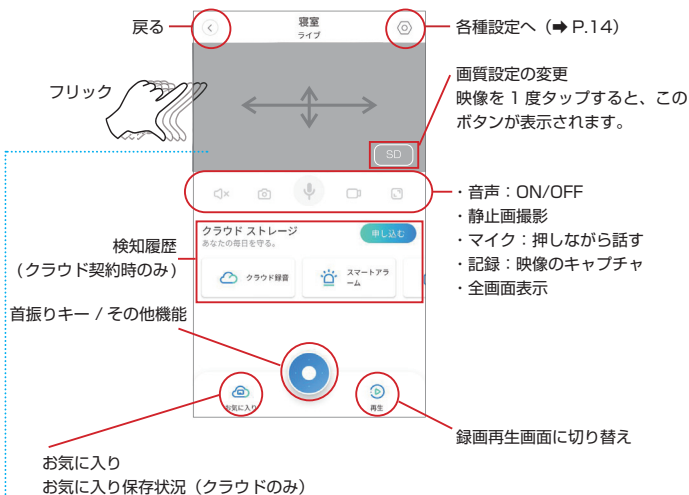 戻る
寝室
ライブ
各種設定へ（➡ P.14）
フリック
画質設定の変更
映像を 1 度タップすると、この
ボタンが表示されます。
SD
・音声：ON/OFF
・静止画撮影
・マイク：押しながら話す
・記録：映像のキャプチャ
・全画面表示
検知履歴
(クラウド契約時のみ)
クラウド ストレージ
あなたの毎日を守る。
申し込む
クラウド録音
スマートアラ
ーム
首振りキー / その他機能
お気に入り
再生
録画再生画面に切り替え
お気に入り
お気に入り保存状況（クラウドのみ）